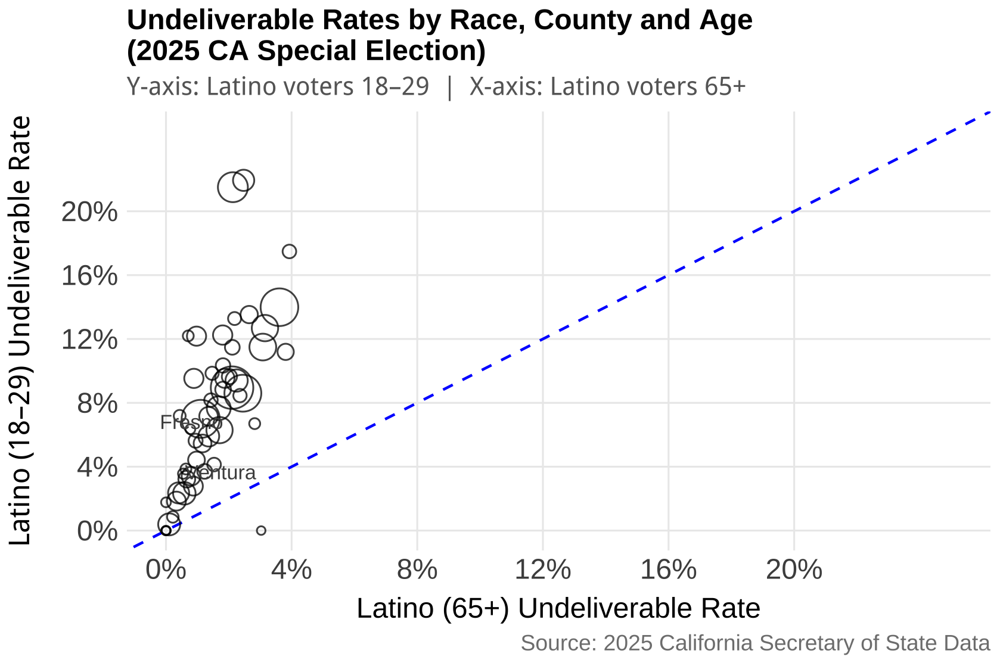 Undeliverable Rates by Race, County and Age
(2025 CA Special Election)
Y-axis: Latino voters 18–29 | X-axis: Latino voters 65+
Latino (18–29) Undeliverable Rate
20%
16%
12%
8%
Fresno
4%
Ventura
0%
0% 4% 8% 12% 16% 20%
Latino (65+) Undeliverable Rate
Source: 2025 California Secretary of State Data